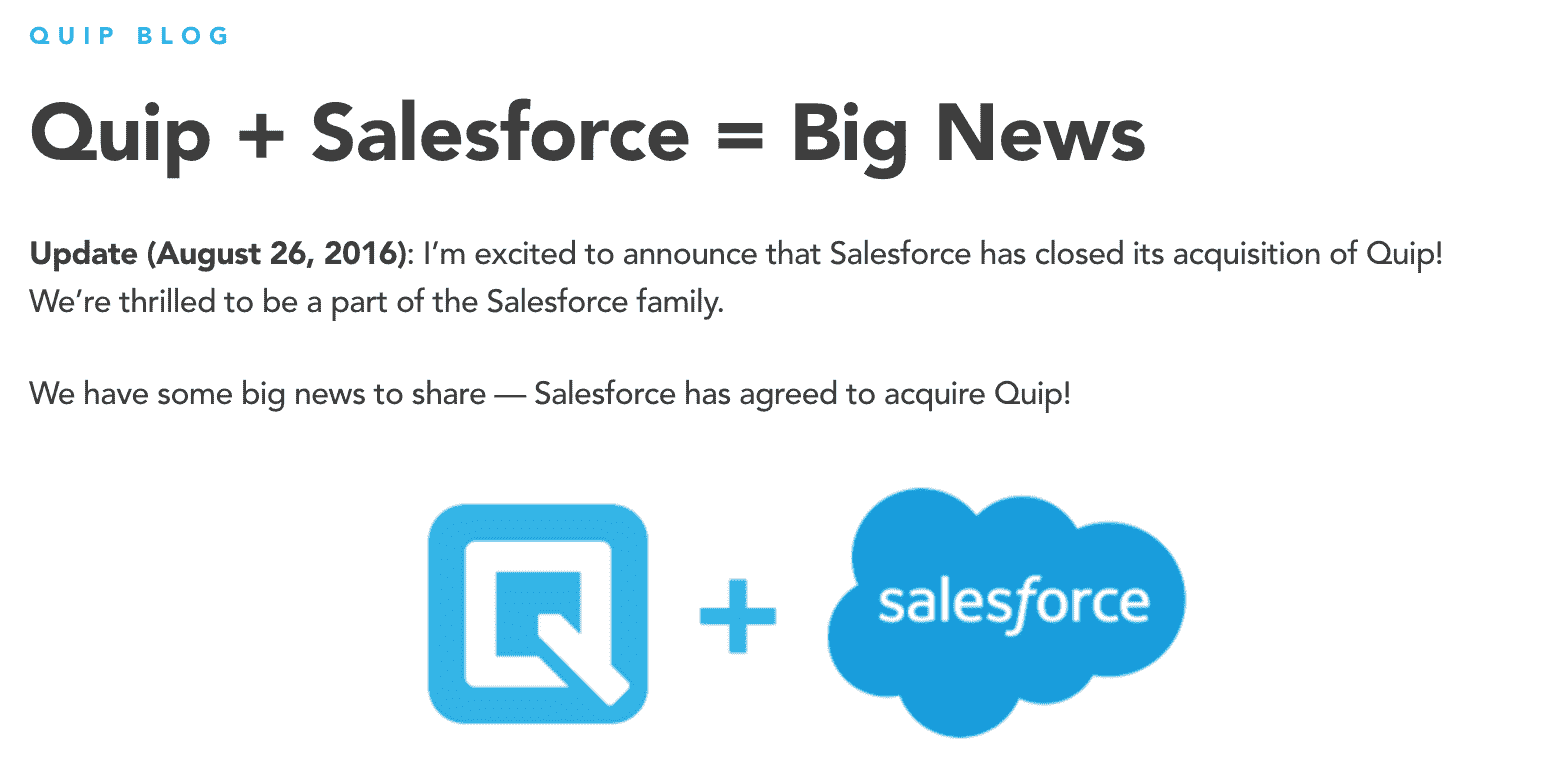 QUIP BLOG
Quip + Salesforce = Big News
Update (August 26, 2016): I’m excited to announce that Salesforce has closed its acquisition of Quip!
We’re thrilled to be a part of the Salesforce family.
We have some big news to share — Salesforce has agreed to acquire Quip!
+ salesforce